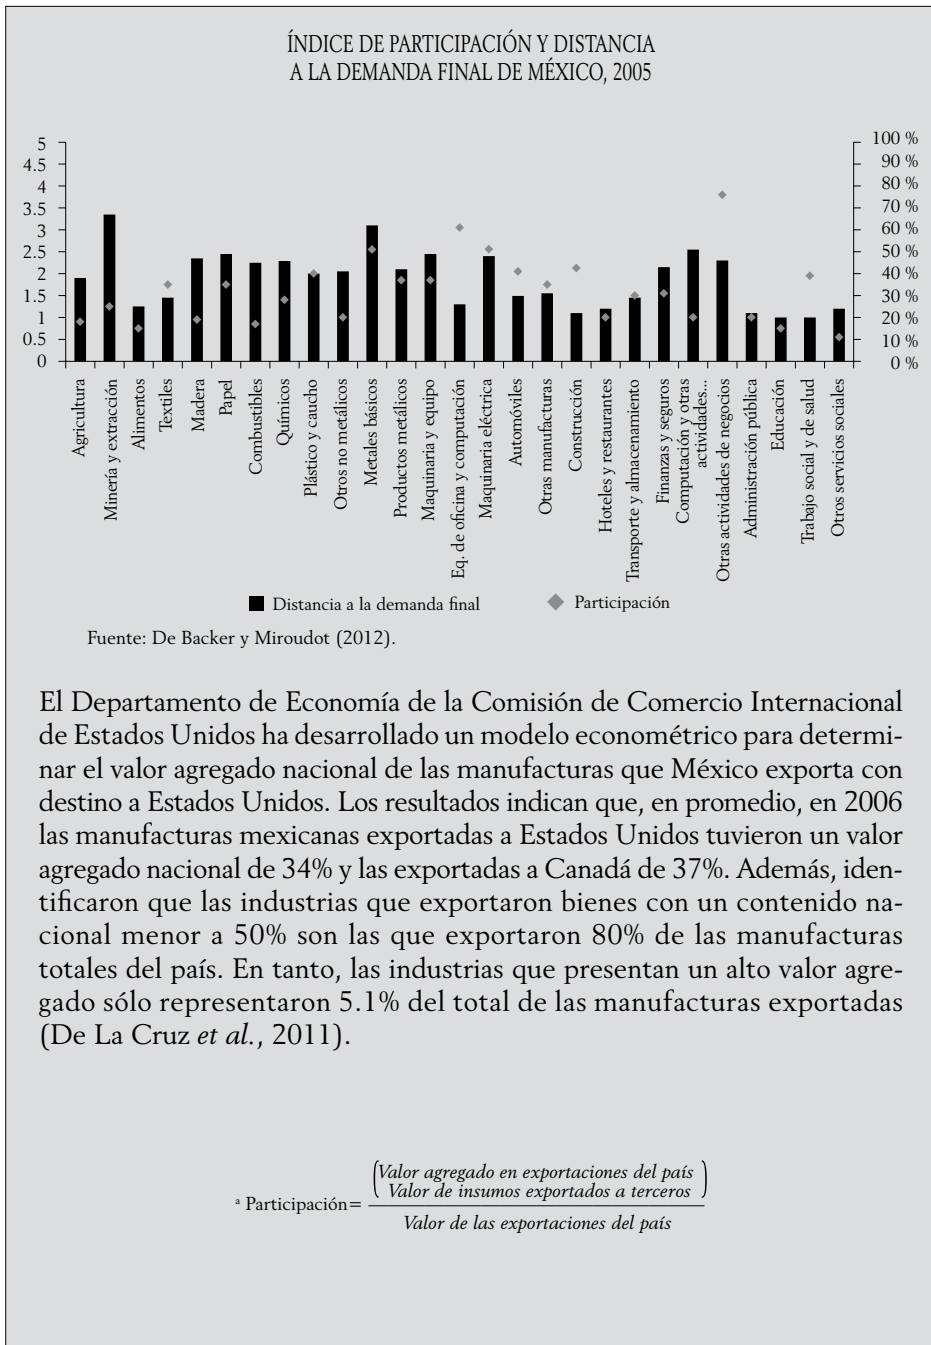 ÍNDICE DE PARTICIPACIÓN Y DISTANCIA
A LA DEMANDA FINAL DE MÉXICO, 2005
5
4.5
4
3.5
3
2.5
2
1.5
1
0.5
0
100 %
90 %
80 %
70 %
60 %
50 %
40 %
30 %
20 %
10 %
0 %
Agricultura
Minería y extracción
Alimentos
Textiles
Madera
Papel
Combustibles
Químicos
Plástico y caucho
Otros no metálicos
Metales básicos
Productos metálicos
Maquinaria y equipo
Eq. de oficina y computación
Maquinaria eléctrica
Automóviles
Otras manufacturas
Construcción
Hoteles y restaurantes
Transporte y almacenamiento
Finanzas y seguros
Computación y otras
actividades...
Otras actividades de negocios
Administración pública
Educación
Trabajo social y de salud
Otros servicios sociales
Distancia a la demanda final
Participación
Fuente: De Backer y Miroudot (2012).
El Departamento de Economía de la Comisión de Comercio Internacional
de Estados Unidos ha desarrollado un modelo econométrico para determi-
nar el valor agregado nacional de las manufacturas que México exporta con
destino a Estados Unidos. Los resultados indican que, en promedio, en 2006
las manufacturas mexicanas exportadas a Estados Unidos tuvieron un valor
agregado nacional de 34% y las exportadas a Canadá de 37%. Además, iden-
tificaron que las industrias que exportaron bienes con un contenido na-
cional menor a 50% son las que exportaron 80% de las manufacturas
totales del país. En tanto, las industrias que presentan un alto valor agre-
gado sólo representaron 5.1% del total de las manufacturas exportadas
(De La Cruz et al., 2011).
a Participación=
(Valor agregado en exportaciones del país
Valor de insumos exportados a terceros)
Valor de las exportaciones del país